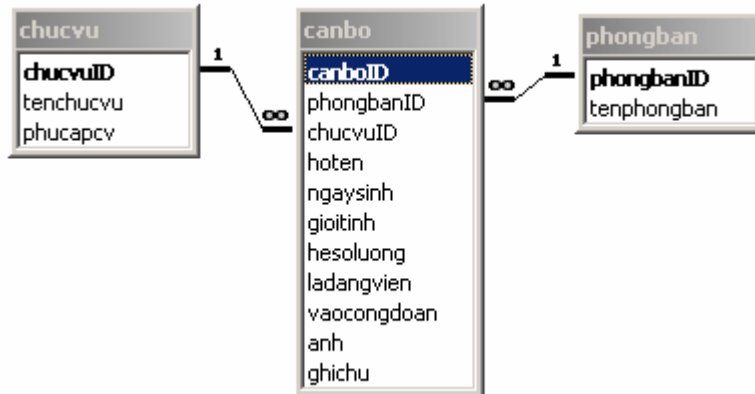 chucvu
chucvuID
tenchucvu
phucapcv
1
∞
canbo
canboID
phongbanID
chucvuID
hoten
ngaysinh
gioitinh
hesoluong
ladangvien
vaocongdoan
anh
ghichu
∞
1
phongban
phongbanID
tenphongban